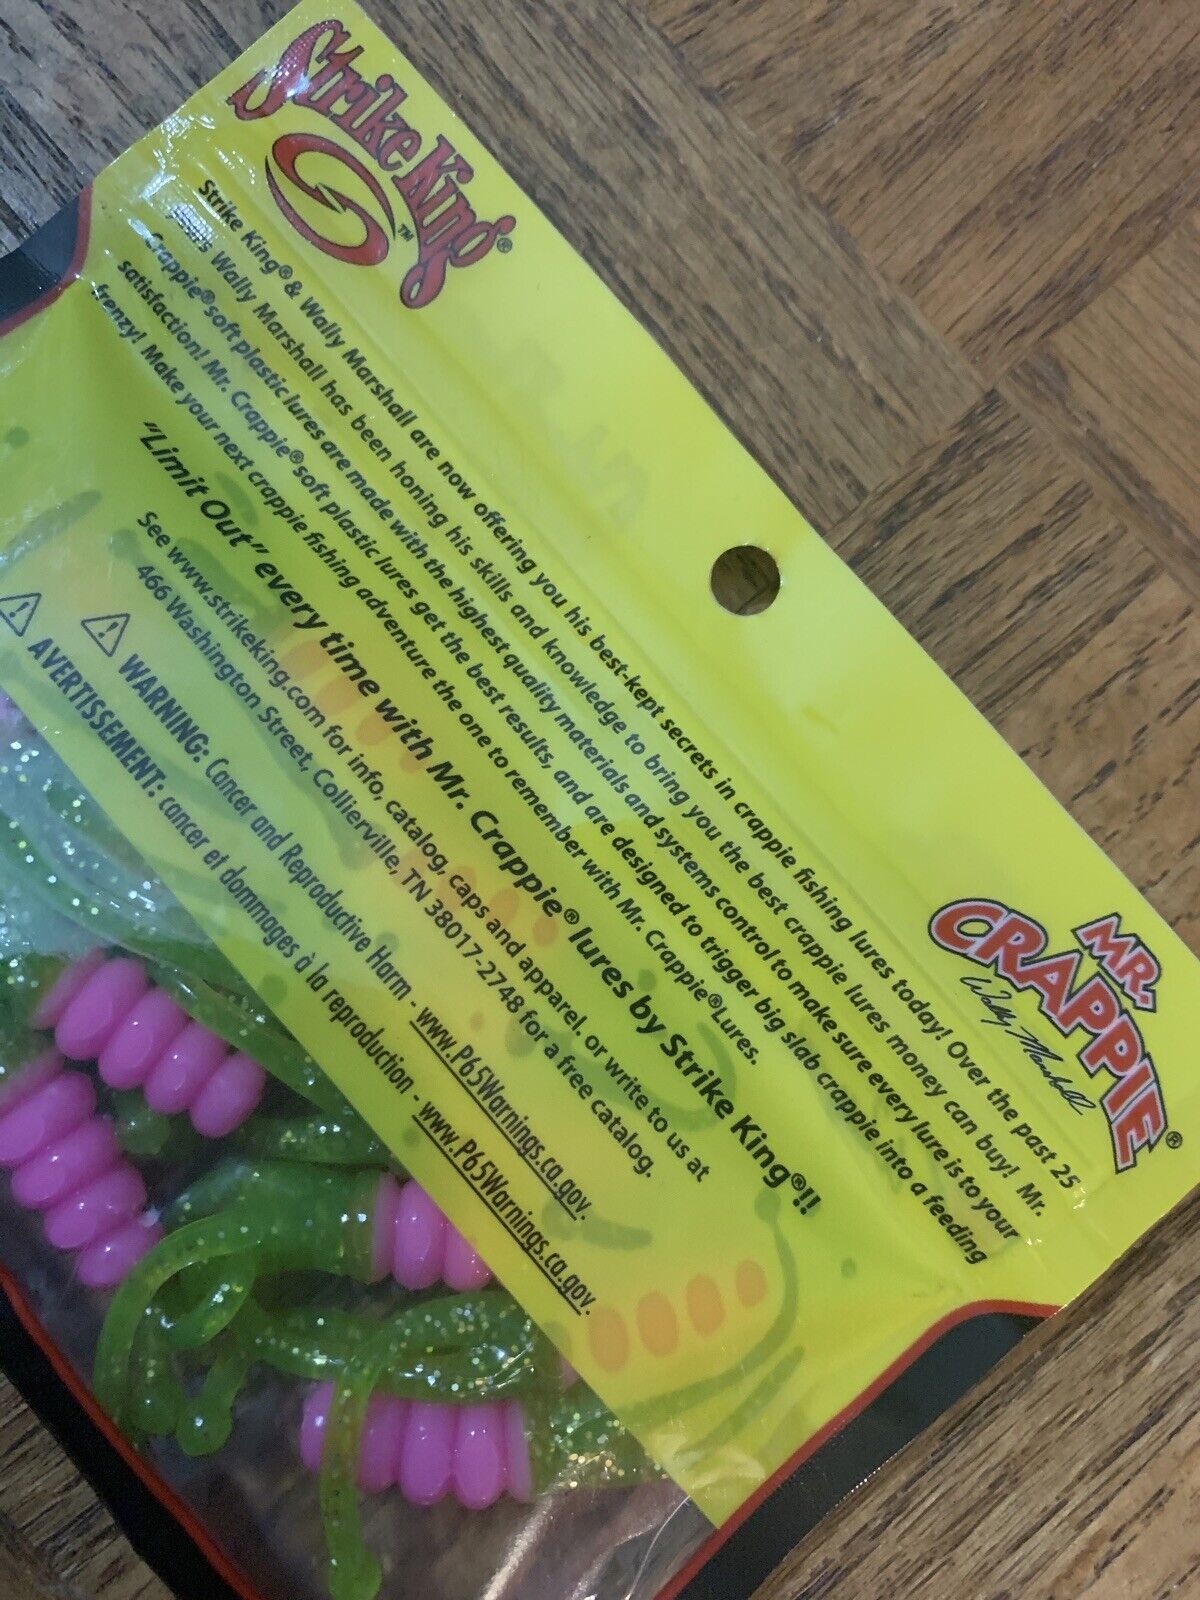 Strike King®
™
MR.
CRAPPIE®
Wally Marshall
Strike King® & Wally Marshall are now offering you his best-kept secrets in crappie fishing lures today! Over the past 25
Wally Marshall has been honing his skills and knowledge to bring you the best crappie lures money can buy! Mr.
Crappie® soft plastic lures are made with the highest quality materials and systems control to make sure every lure is to your
satisfaction! Mr. Crappie® soft plastic lures get the best results, and are designed to trigger big slab crappie into a feeding
frenzy! Make your next crappie fishing adventure the one to remember with Mr. Crappie® Lures.
"Limit Out" every time with Mr. Crappie® lures by Strike King®!!
See www.strikeking.com for info, catalog, caps and apparel, or write to us at
466 Washington Street, Collierville, TN 38017-2748 for a free catalog.
⚠ WARNING: Cancer and Reproductive Harm - www.P65Warnings.ca.gov.
⚠ AVERTISSEMENT: cancer et dommages à la reproduction - www.P65Warnings.ca.gov.